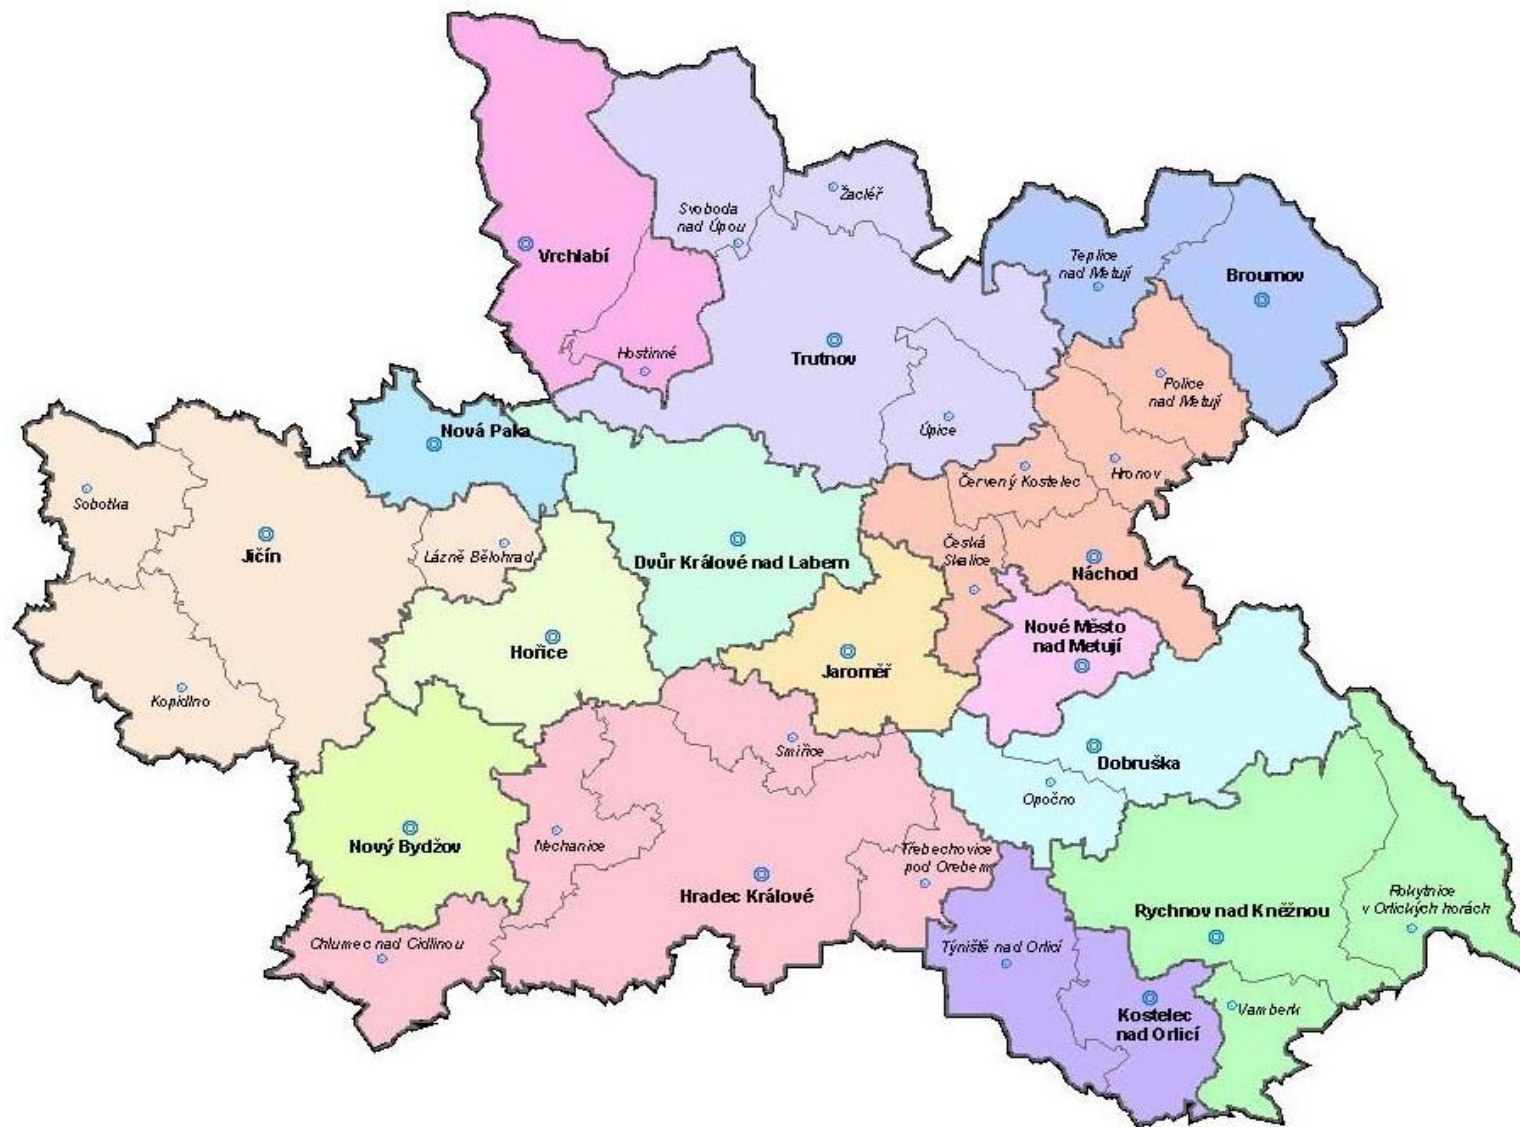 Žacléř
Svoboda
nad Úpou
Vrchlabí
Teplice
nad Metují
Broumov
Hostinné
Trutnov
Police
nad Metují
Úpice
Nová Paka
Hronov
Červený Kostelec
Sobotka
Jičín
Lázně Bělohrad
Dvůr Králové nad Labem
Česká
Skalice
Náchod
Nové Město
nad Metují
Hořice
Jaroměř
Kopidlno
Smiřice
Dobruška
Opočno
Nový Bydžov
Nechanice
Třebechovice
pod Orebem
Hradec Králové
Rokytnice
v Orlických horách
Rychnov nad Kněžnou
Chlumec nad Cidlinou
Týniště nad Orlicí
Vamberk
Kostelec
nad Orlicí